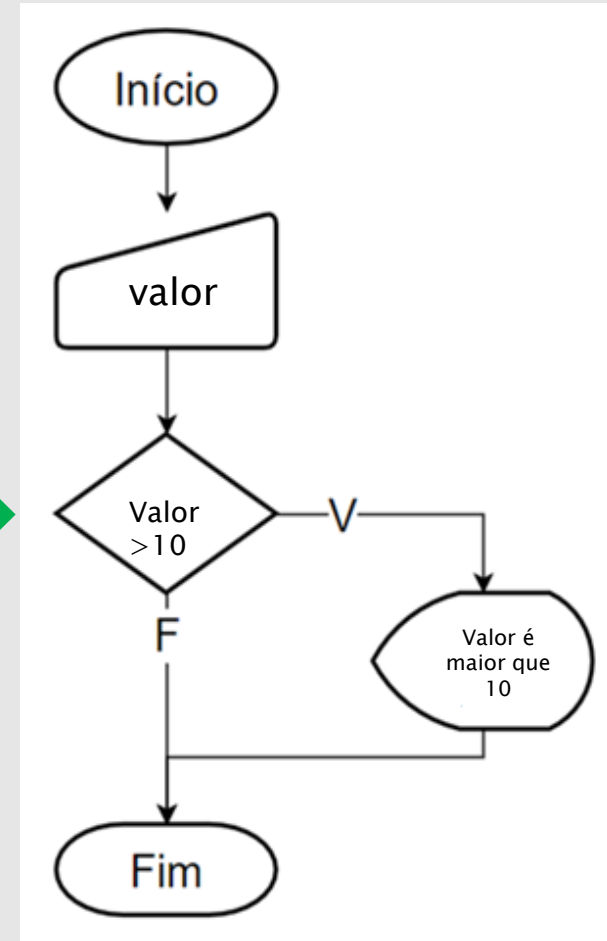 Início
valor
Valor
>10
V
F
Valor é
maior que
10
Fim